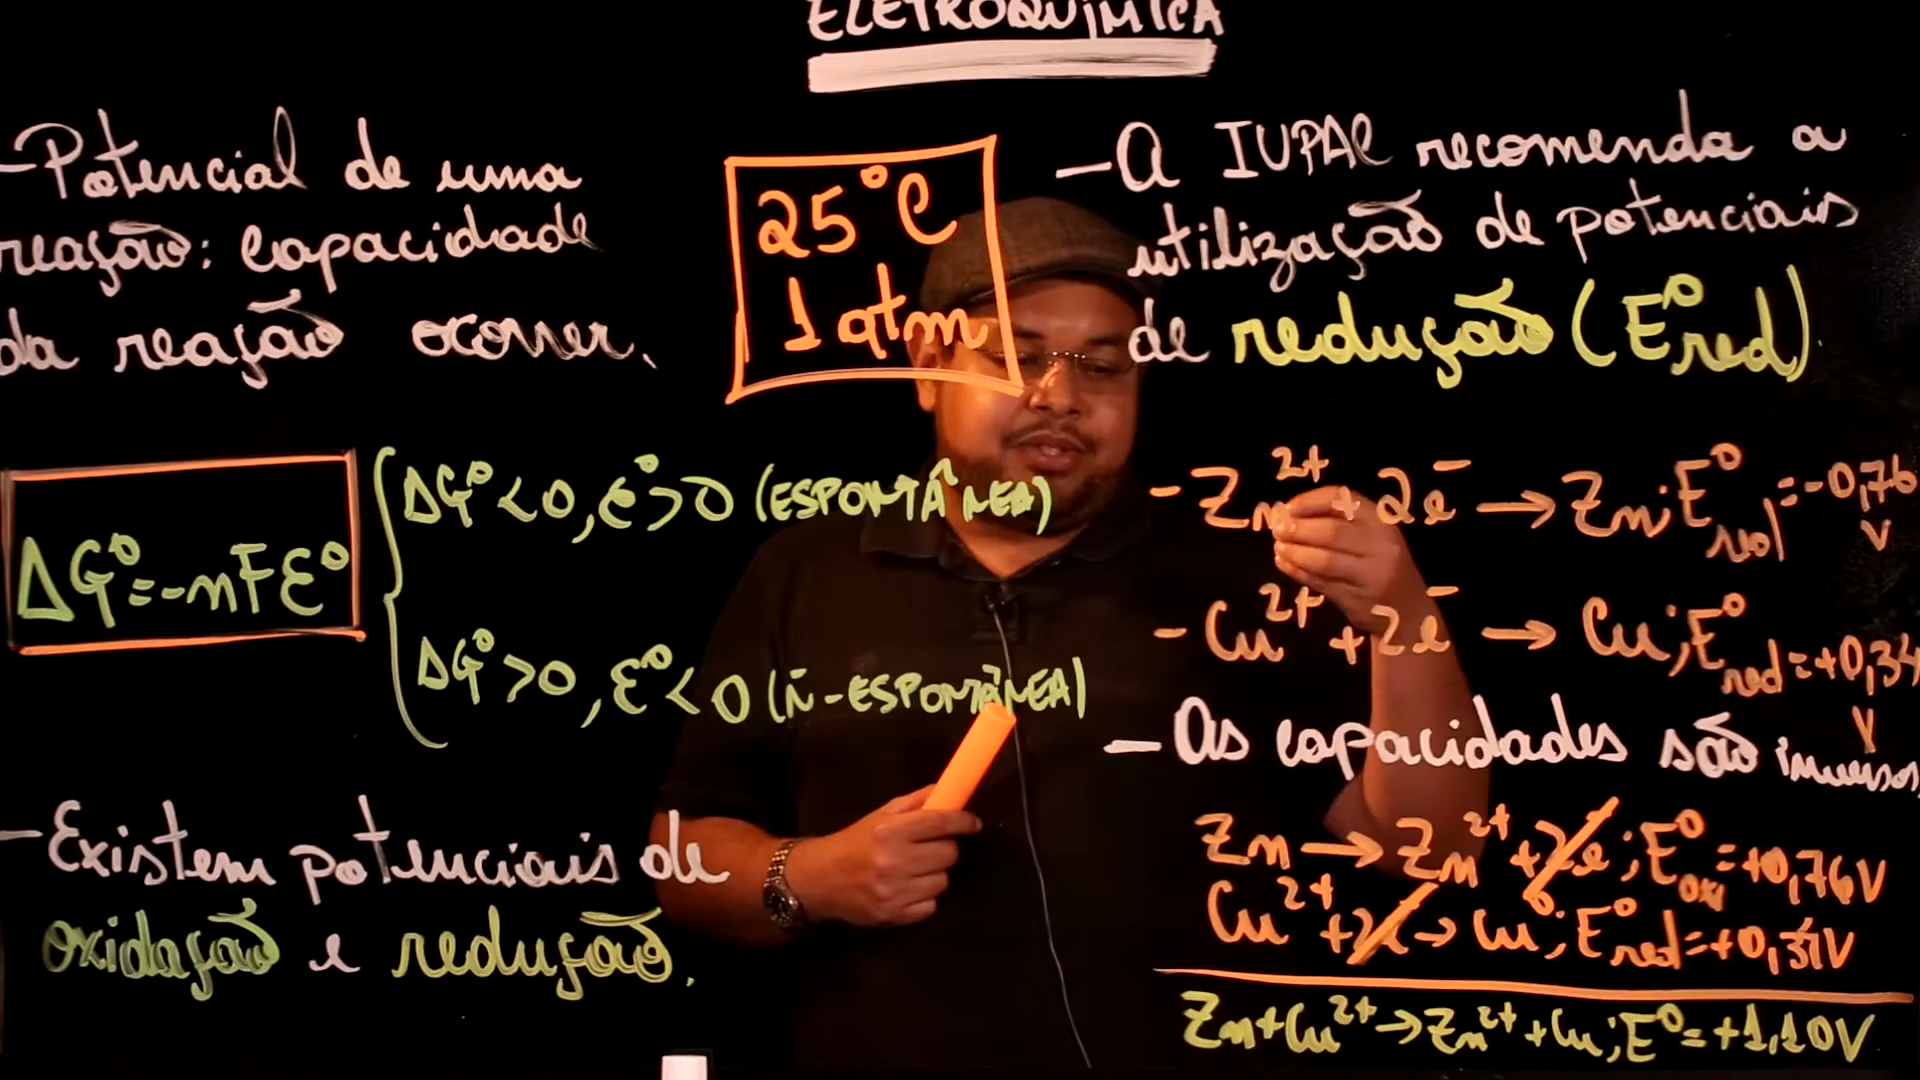 ELETROQUÍMICA
-Potencial de uma
reação: capacidade
da reação ocorrer.
ΔG°=-nFE°
ΔG°<0, E°>0 (ESPONTÂNEA)
ΔG°>0, E°<0 (Ñ-ESPONTÂNEA)
-Existem potenciais de
oxidação e redução.
25°C
1 atm
-A IUPAC recomenda a
utilização de potenciais
de redução (E°red).
-Zn²⁺+2e⁻→Zn; E°red=-0,76
V
-Cu²⁺+2e⁻→Cu; E°red=+0,34
V
-As capacidades são inversas
Zn→Zn²⁺+2e⁻; E°oxi=+0,76V
Cu²⁺+2e⁻→Cu°; E°red=+0,34V
Zn+Cu²⁺→Zn²⁺+Cu; E°=+1,10V